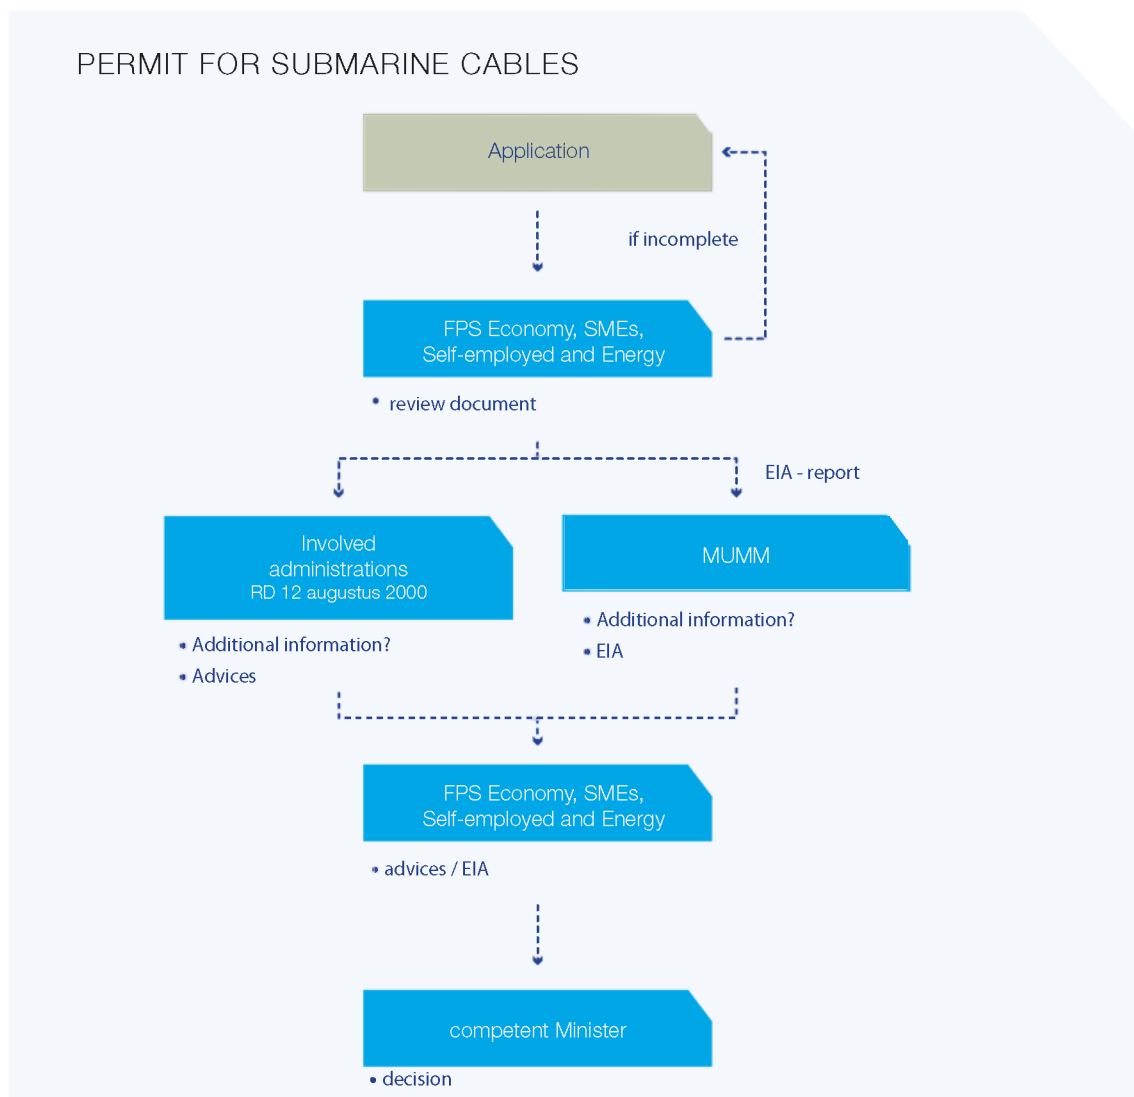 PERMIT FOR SUBMARINE CABLES
Application
if incomplete
FPS Economy, SMEs,
Self-employed and Energy
• review document
EIA - report
Involved
administrations
RD 12 augustus 2000
• Additional information?
• Advices
MUMM
• Additional information?
• EIA
FPS Economy, SMEs,
Self-employed and Energy
• advices / EIA
competent Minister
• decision